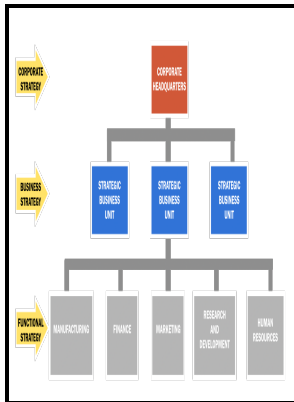 CORPORATE
STRATEGY
CORPORATE
HEADQUARTERS
BUSINESS
STRATEGY
STRATEGIC
BUSINESS
UNIT
STRATEGIC
BUSINESS
UNIT
STRATEGIC
BUSINESS
UNIT
FUNCTIONAL
STRATEGY
MANUFACTURING
FINANCE
MARKETING
RESEARCH
AND
DEVELOPMENT
HUMAN
RESOURCES